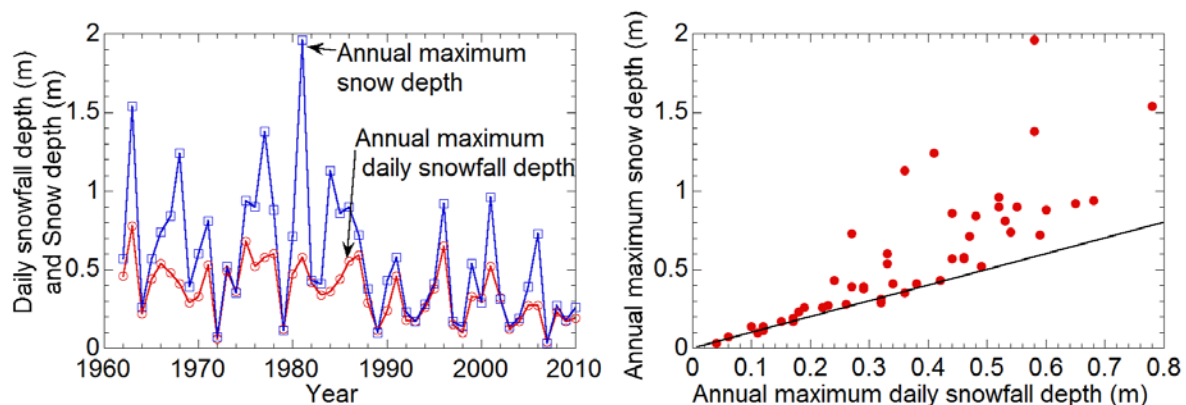 Daily snowfall depth (m)
and Snow depth (m)
2
1.5
1
0.5
0
Annual maximum
snow depth
Annual maximum
daily snowfall depth
1960 1970 1980 1990 2000 2010
Year
Annual maximum snow depth (m)
2
1.5
1
0.5
0
0 0.1 0.2 0.3 0.4 0.5 0.6 0.7 0.8
Annual maximum daily snowfall depth (m)